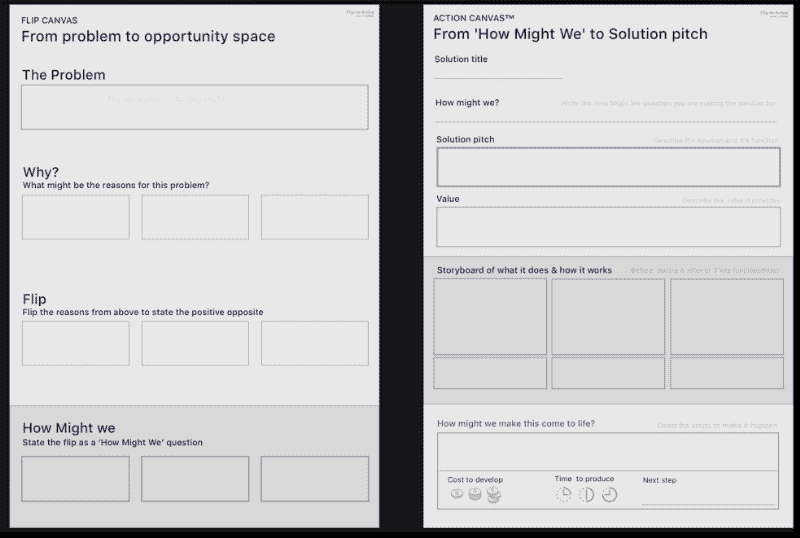 FLIP CANVAS
From problem to opportunity space
The Problem
Why?
What might be the reasons for this problem?
Flip
Flip the reasons from above to state the positive opposite
How Might we
State the flip as a 'How Might We' question
ACTION CANVAS™
From 'How Might We' to Solution pitch
Solution title
How might we? Write the How Might We question you are making the solution for
Solution pitch Describe the solution and it's function
Value Describe the value it provides
Storyboard of what it does & how it works Before, during & after of it's
How might we make this come to life? Describe the steps to make it happen
Cost to develop
Time to produce
Next step